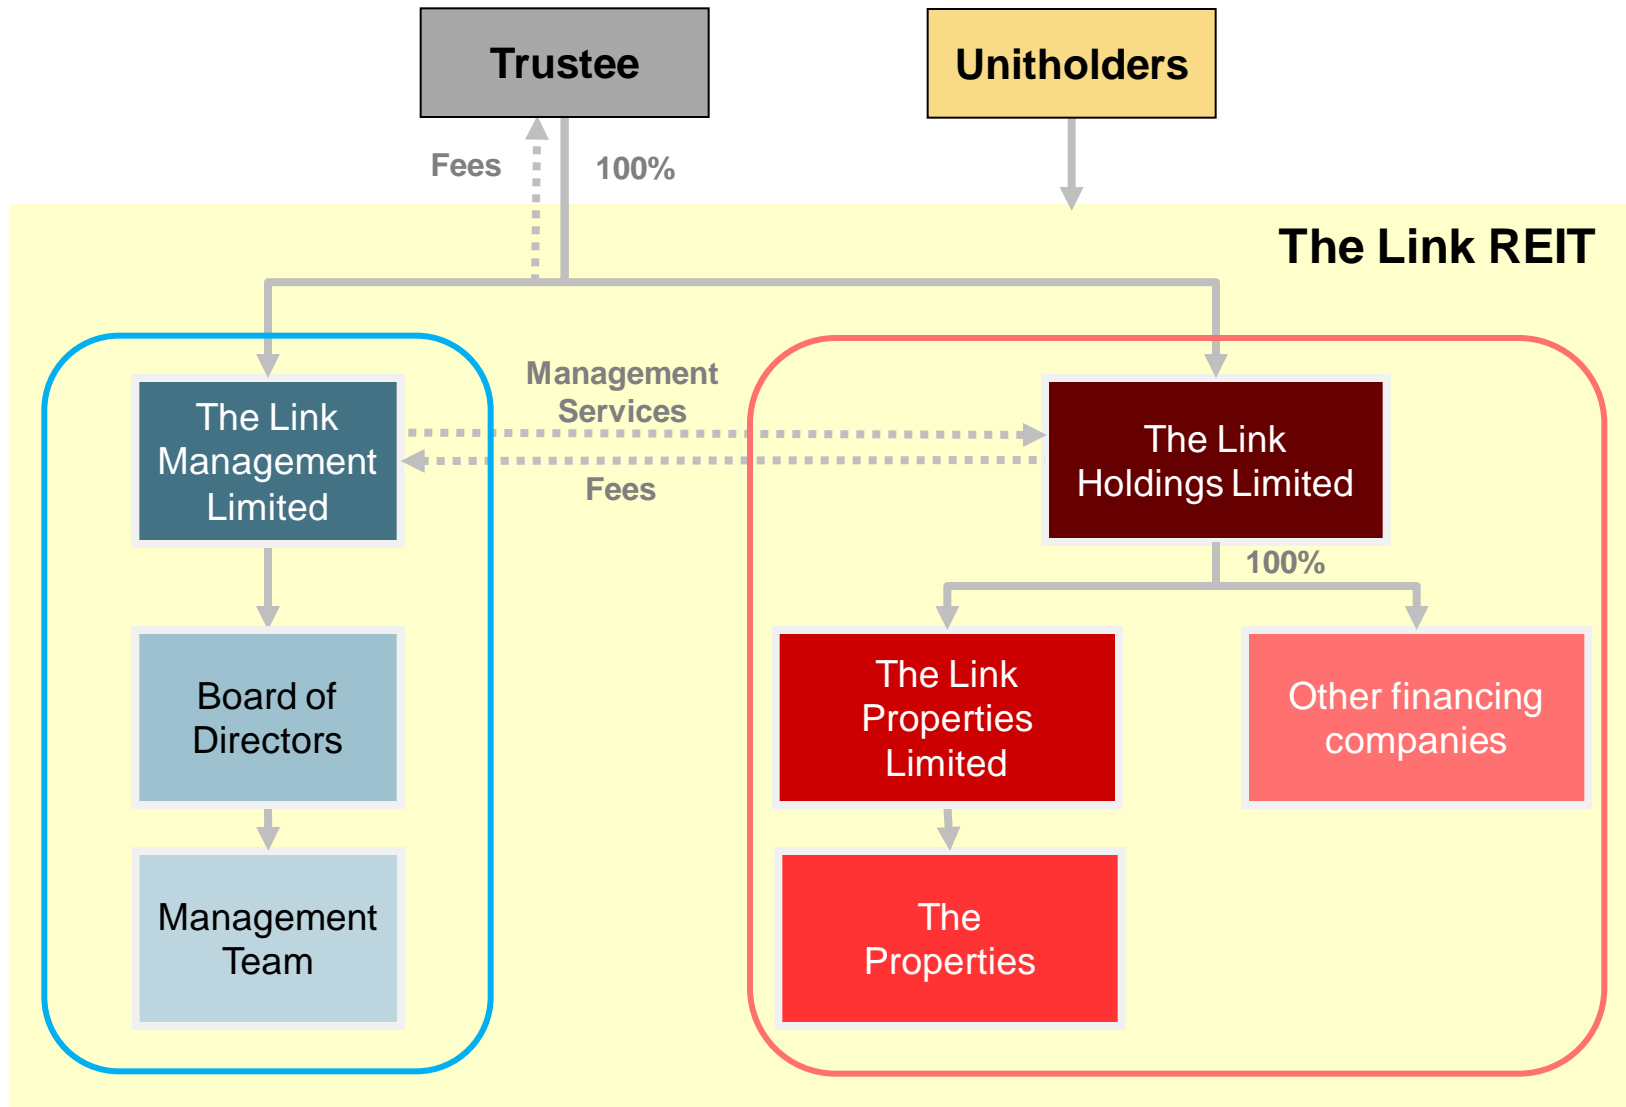 Trustee
Unitholders
Fees
100%
The Link REIT
Management
Services
Fees
The Link
Management
Limited
The Link
Holdings Limited
100%
Board of
Directors
The Link
Properties
Limited
Other financing
companies
Management
Team
The
Properties